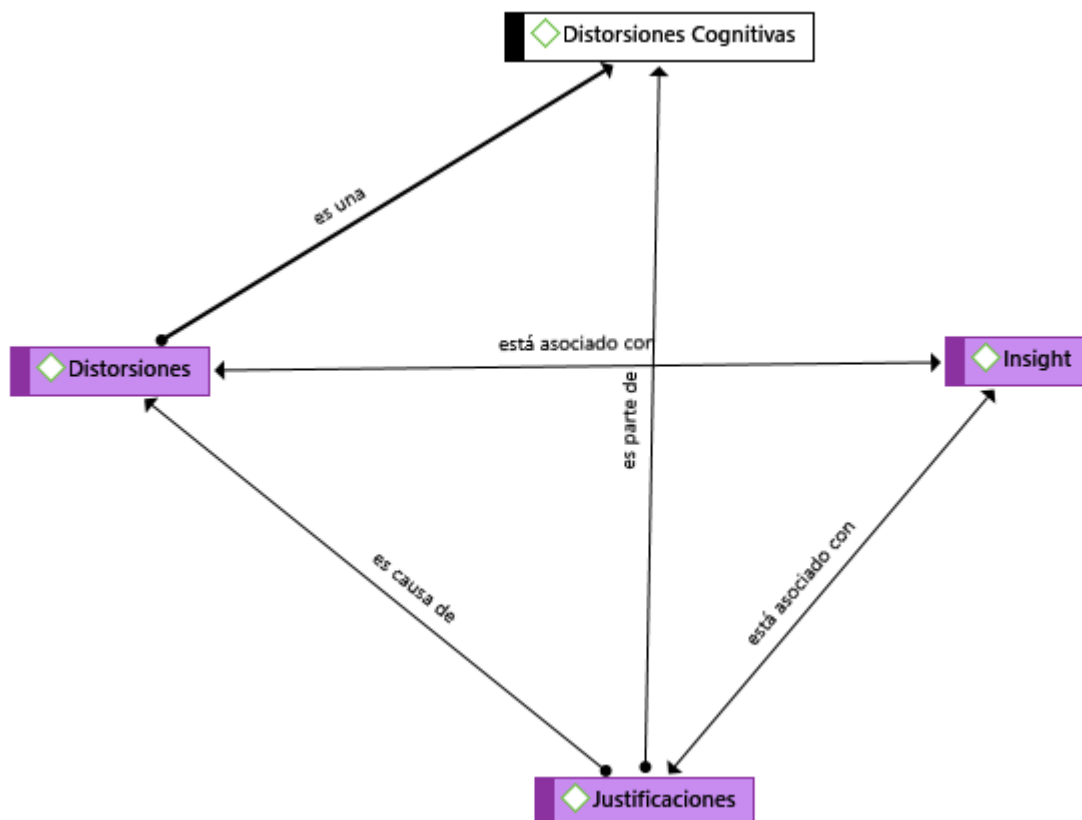 Distorsiones Cognitivas
es una
está asociado con
Distorsiones
Insight
es parte de
es causa de
está asociado con
Justificaciones